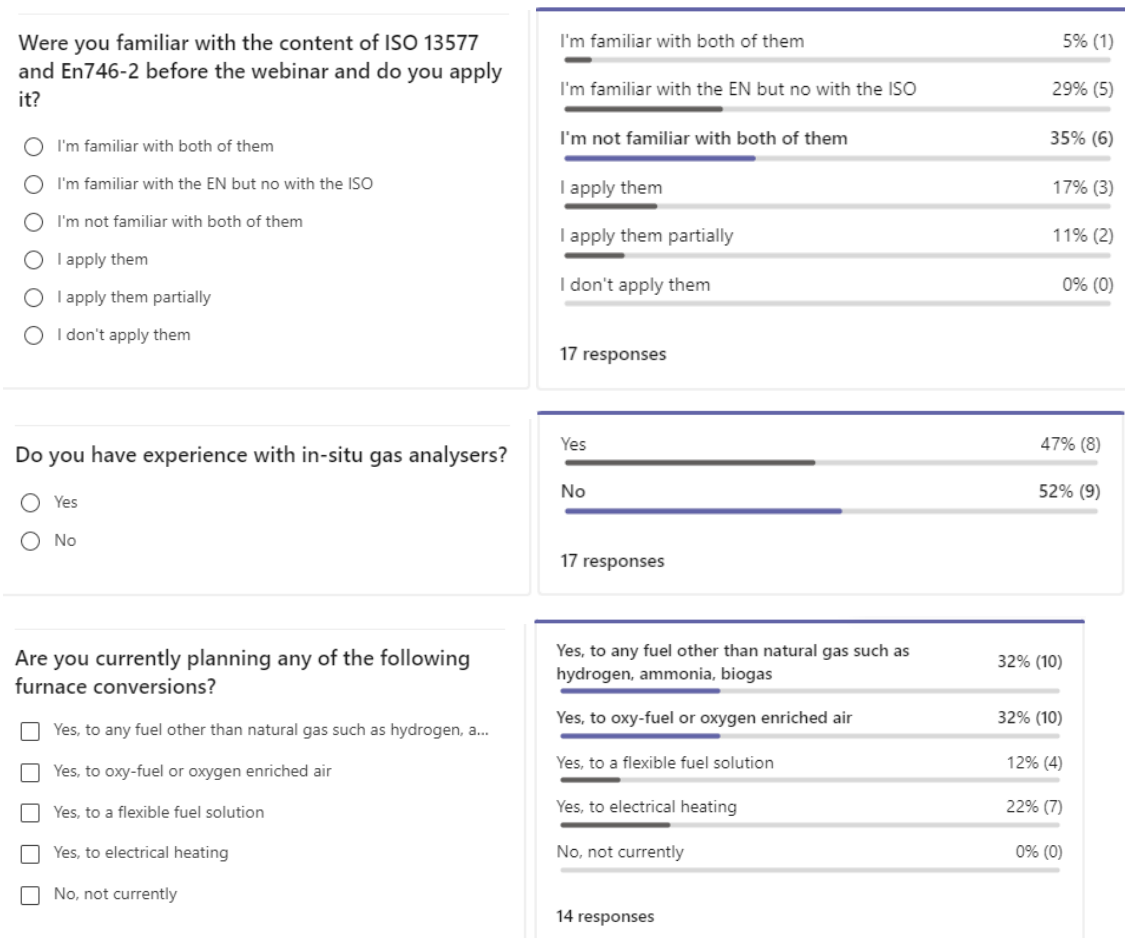 Were you familiar with the content of ISO 13577
and En746-2 before the webinar and do you apply
it?
I'm familiar with both of them
I'm familiar with the EN but no with the ISO
I'm not familiar with both of them
I apply them
I apply them partially
I don't apply them
I'm familiar with both of them 5% (1)
I'm familiar with the EN but no with the ISO 29% (5)
I'm not familiar with both of them 35% (6)
I apply them 17% (3)
I apply them partially 11% (2)
I don't apply them 0% (0)
17 responses
Do you have experience with in-situ gas analysers?
Yes
No
Yes 47% (8)
No 52% (9)
17 responses
Are you currently planning any of the following
furnace conversions?
Yes, to any fuel other than natural gas such as hydrogen, a...
Yes, to oxy-fuel or oxygen enriched air
Yes, to a flexible fuel solution
Yes, to electrical heating
No, not currently
Yes, to any fuel other than natural gas such as
hydrogen, ammonia, biogas 32% (10)
Yes, to oxy-fuel or oxygen enriched air 32% (10)
Yes, to a flexible fuel solution 12% (4)
Yes, to electrical heating 22% (7)
No, not currently 0% (0)
14 responses